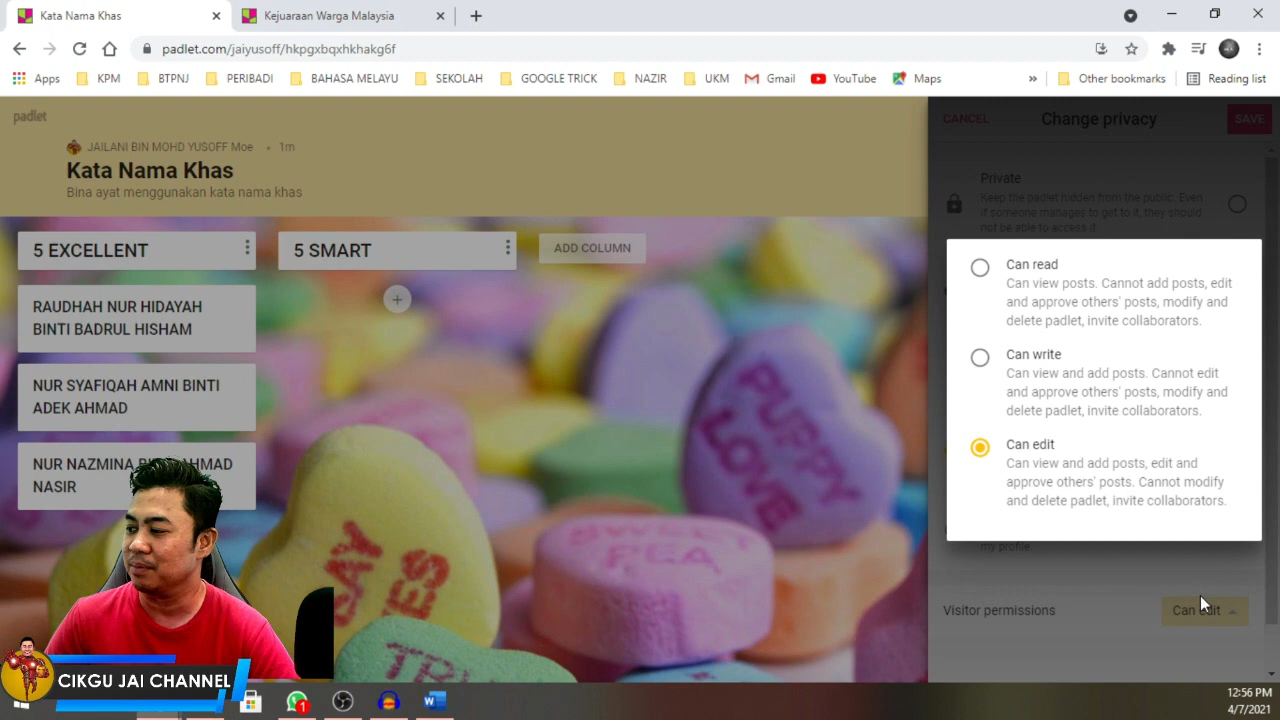 Kata Nama Khas
Kejuaraan Warga Malaysia
padlet.com/jaiyusoff/hkpgxbqxhkhakg6f
Apps
KPM
BTPNJ
PERIBADI
BAHASA MELAYU
SEKOLAH
GOOGLE TRICK
NAZIR
UKM
Gmail
YouTube
Maps
»
Other bookmarks
Reading list
padlet
JAILANI BIN MOHD YUSOFF Moe • 1m
Kata Nama Khas
Bina ayat menggunakan kata nama khas
5 EXCELLENT
5 SMART
ADD COLUMN
RAUDHAH NUR HIDAYAH
BINTI BADRUL HISHAM
NUR SYAFIQAH AMNI BINTI
ADEK AHMAD
NUR NAZMINA
AHMAD
NASIR
PUPPY
LOVE
SWEET
PEA
SAY
YES
CANCEL
Change privacy
SAVE
Private
Keep the padlet hidden from the public. Even
if someone manages to get to it, they should
not be able to access it.
Can read
Can view posts. Cannot add posts, edit
and approve others' posts, modify and
delete padlet, invite collaborators.
Can write
Can view and add posts. Cannot edit
and approve others' posts, modify and
delete padlet, invite collaborators.
Can edit
Can view and add posts, edit and
approve others' posts. Cannot modify
and delete padlet, invite collaborators.
my profile.
Visitor permissions
Can edit
CIKGU JAI CHANNEL
1
12:56 PM
4/7/2021